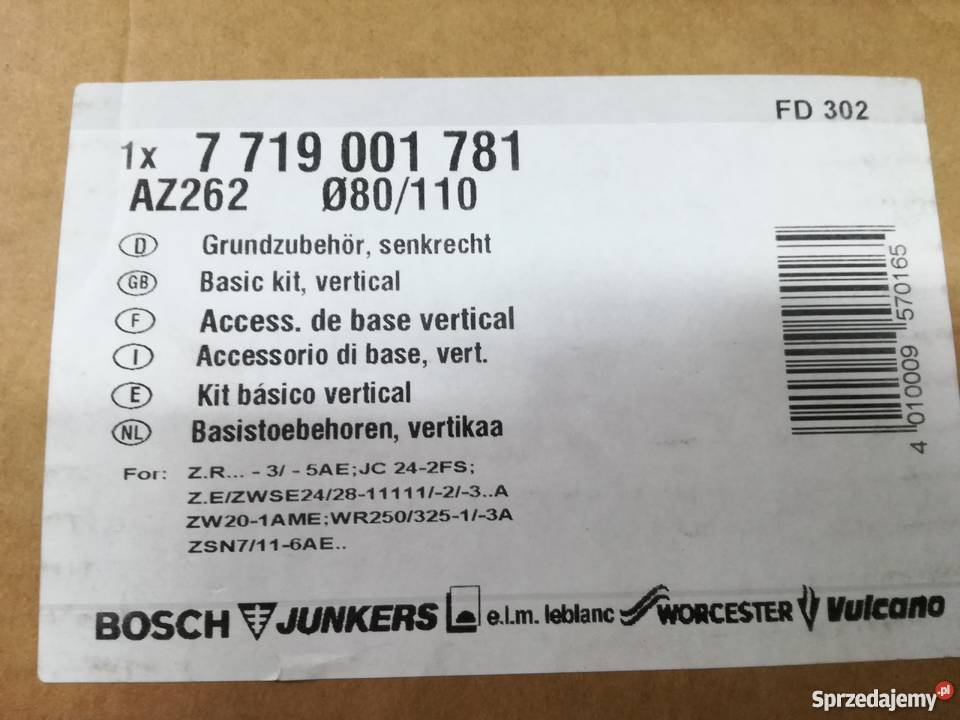 FD 302
1x 7 719 001 781
AZ262 Ø80/110
D Grundzubehör, senkrecht
GB Basic kit, vertical
F Access. de base vertical
I Accessorio di base, vert.
E Kit básico vertical
NL Basistoebehoren, vertikaa
For: Z.R... - 3/ - 5AE;JC 24-2FS;
Z.E/ZWSE24/28-11111/-2/-3..A
ZW20-1AME;WR250/325-1/-3A
ZSN7/11-6AE..
4 010009 570165
BOSCH JUNKERS e.l.m. leblanc WORCESTER Vulcano
Sprzedajemy.pl